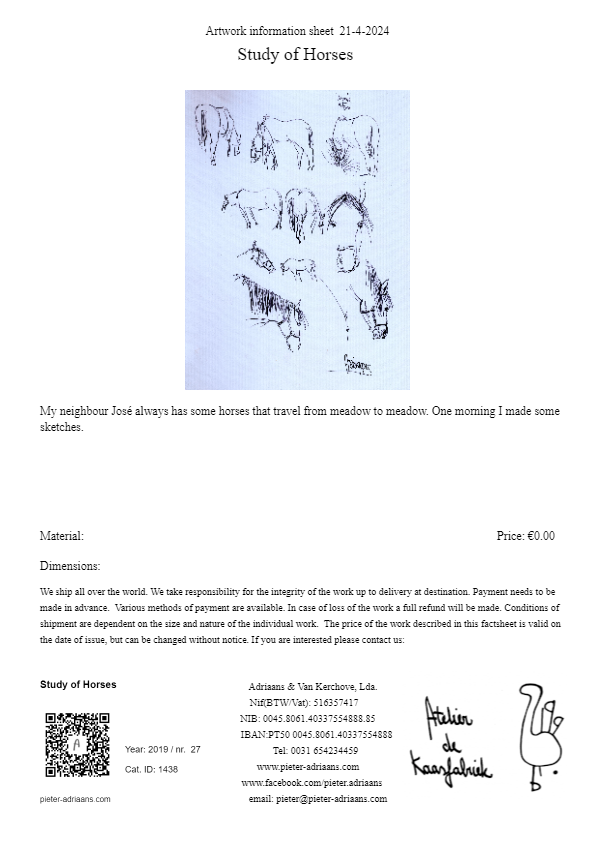 Artwork information sheet 21-4-2024
Study of Horses
My neighbour José always has some horses that travel from meadow to meadow. One morning I made some
sketches.
Material:
Price: €0.00
Dimensions:
We ship all over the world. We take responsibility for the integrity of the work up to delivery at destination. Payment needs to be
made in advance. Various methods of payment are available. In case of loss of the work a full refund will be made. Conditions of
shipment are dependent on the size and nature of the individual work. The price of the work described in this factsheet is valid on
the date of issue, but can be changed without notice. If you are interested please contact us:
Study of Horses
A
Year: 2019 / nr. 27
Cat. ID: 1438
pieter-adriaans.com
Adriaans & Van Kerchove, Lda.
Nif(BTW/Vat): 516357417
NIB: 0045.8061.40337554888.85
IBAN:PT50 0045.8061.40337554888
Tel: 0031 654234459
www.pieter-adriaans.com
www.facebook.com/pieter.adriaans
email: pieter@pieter-adriaans.com
Atelier
de
Kaasfabriek